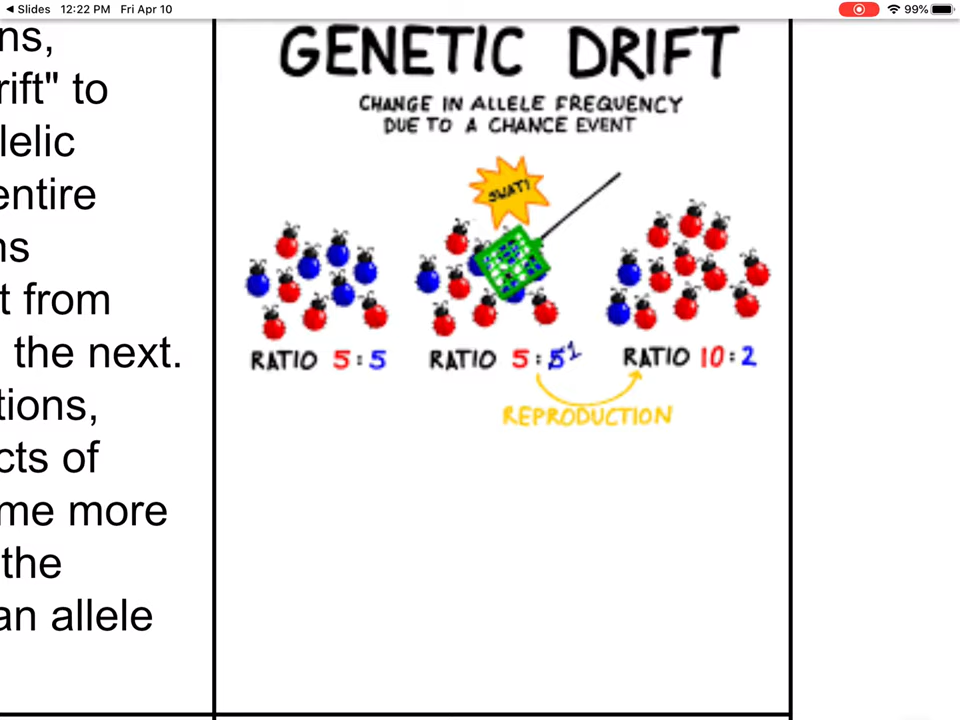 Slides 12:22 PM Fri Apr 10 99%
ns,
rift" to
lelic
entire
ns
t from
the next.
tions,
cts of
me more
the
an allele
GENETIC DRIFT
CHANGE IN ALLELE FREQUENCY
DUE TO A CHANCE EVENT
SWAT!
RATIO 5:5
RATIO 5:5 1
RATIO 10:2
REPRODUCTION